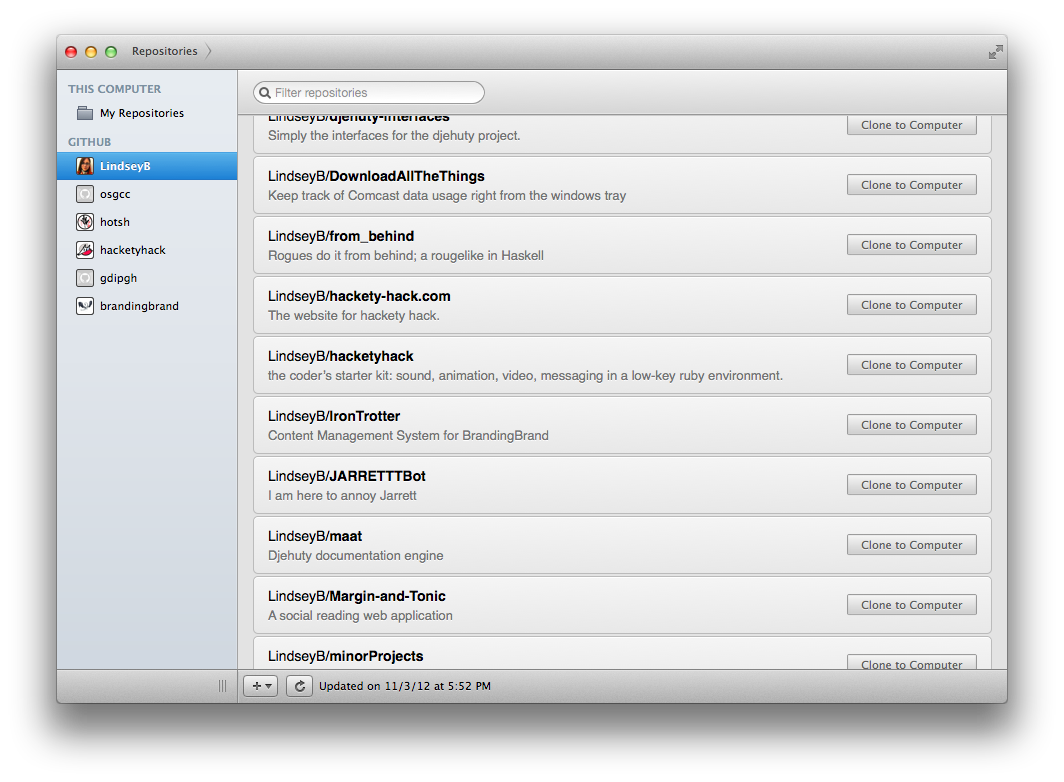 Repositories
THIS COMPUTER
My Repositories
GITHUB
LindseyB
osgcc
hotsh
hacketyhack
gdipgh
brandingbrand
Filter repositories
LindseyB/djehuty-interfaces
Simply the interfaces for the djehuty project.
Clone to Computer
LindseyB/DownloadAllTheThings
Keep track of Comcast data usage right from the windows tray
Clone to Computer
LindseyB/from_behind
Rogues do it from behind; a rougelike in Haskell
Clone to Computer
LindseyB/hackety-hack.com
The website for hackety hack.
Clone to Computer
LindseyB/hacketyhack
the coder's starter kit: sound, animation, video, messaging in a low-key ruby environment.
Clone to Computer
LindseyB/IronTrotter
Content Management System for BrandingBrand
Clone to Computer
LindseyB/JARRETTTBot
I am here to annoy Jarrett
Clone to Computer
LindseyB/maat
Djehuty documentation engine
Clone to Computer
LindseyB/Margin-and-Tonic
A social reading web application
Clone to Computer
LindseyB/minorProjects
Clone to Computer
Updated on 11/3/12 at 5:52 PM